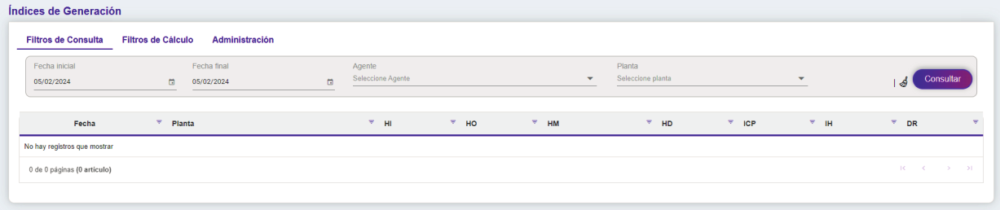 Índices de Generación
Filtros de Consulta Filtros de Cálculo Administración
Fecha inicial Fecha final Agente Planta
05/02/2024 05/02/2024 Seleccione Agente Seleccione planta Consultar
Fecha Planta HI HO HM HD ICP IH DR
No hay registros que mostrar
0 de 0 páginas (0 artículo)